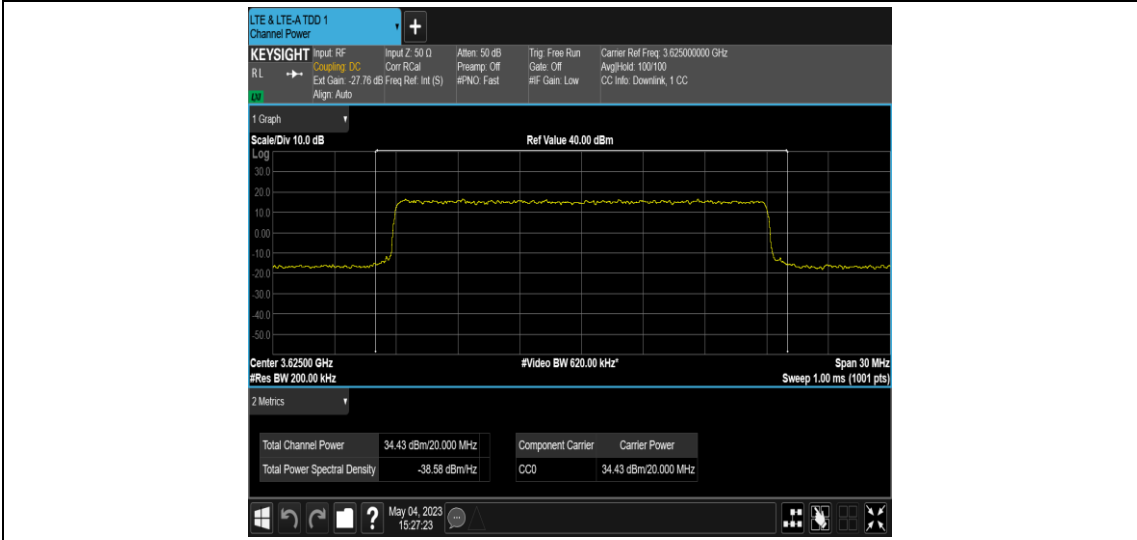 LTE & LTE-A TDD 1
Channel Power
+
KEYSIGHT Input: RF Input Z: 50 Ω Atten: 50 dB Trig: Free Run Carrier Ref Freq: 3.625000000 GHz
RL Coupling: DC Corr RCal Preamp: Off Gate: Off Avg|Hold: 100/100
Ext Gain: -27.76 dB Freq Ref: Int (S) #PNO: Fast #IF Gain: Low CC Info: Downlink, 1 CC
Align: Auto
1 Graph
Scale/Div 10.0 dB Ref Value 40.00 dBm
Log
30.0
20.0
10.0
0.00
-10.0
-20.0
-30.0
-40.0
-50.0
Center 3.62500 GHz #Video BW 620.00 kHz* Span 30 MHz
#Res BW 200.00 kHz Sweep 1.00 ms (1001 pts)
2 Metrics
Total Channel Power 34.43 dBm/20.000 MHz Component Carrier Carrier Power
Total Power Spectral Density -38.58 dBm/Hz CC0 34.43 dBm/20.000 MHz
? May 04, 2023
15:27:23